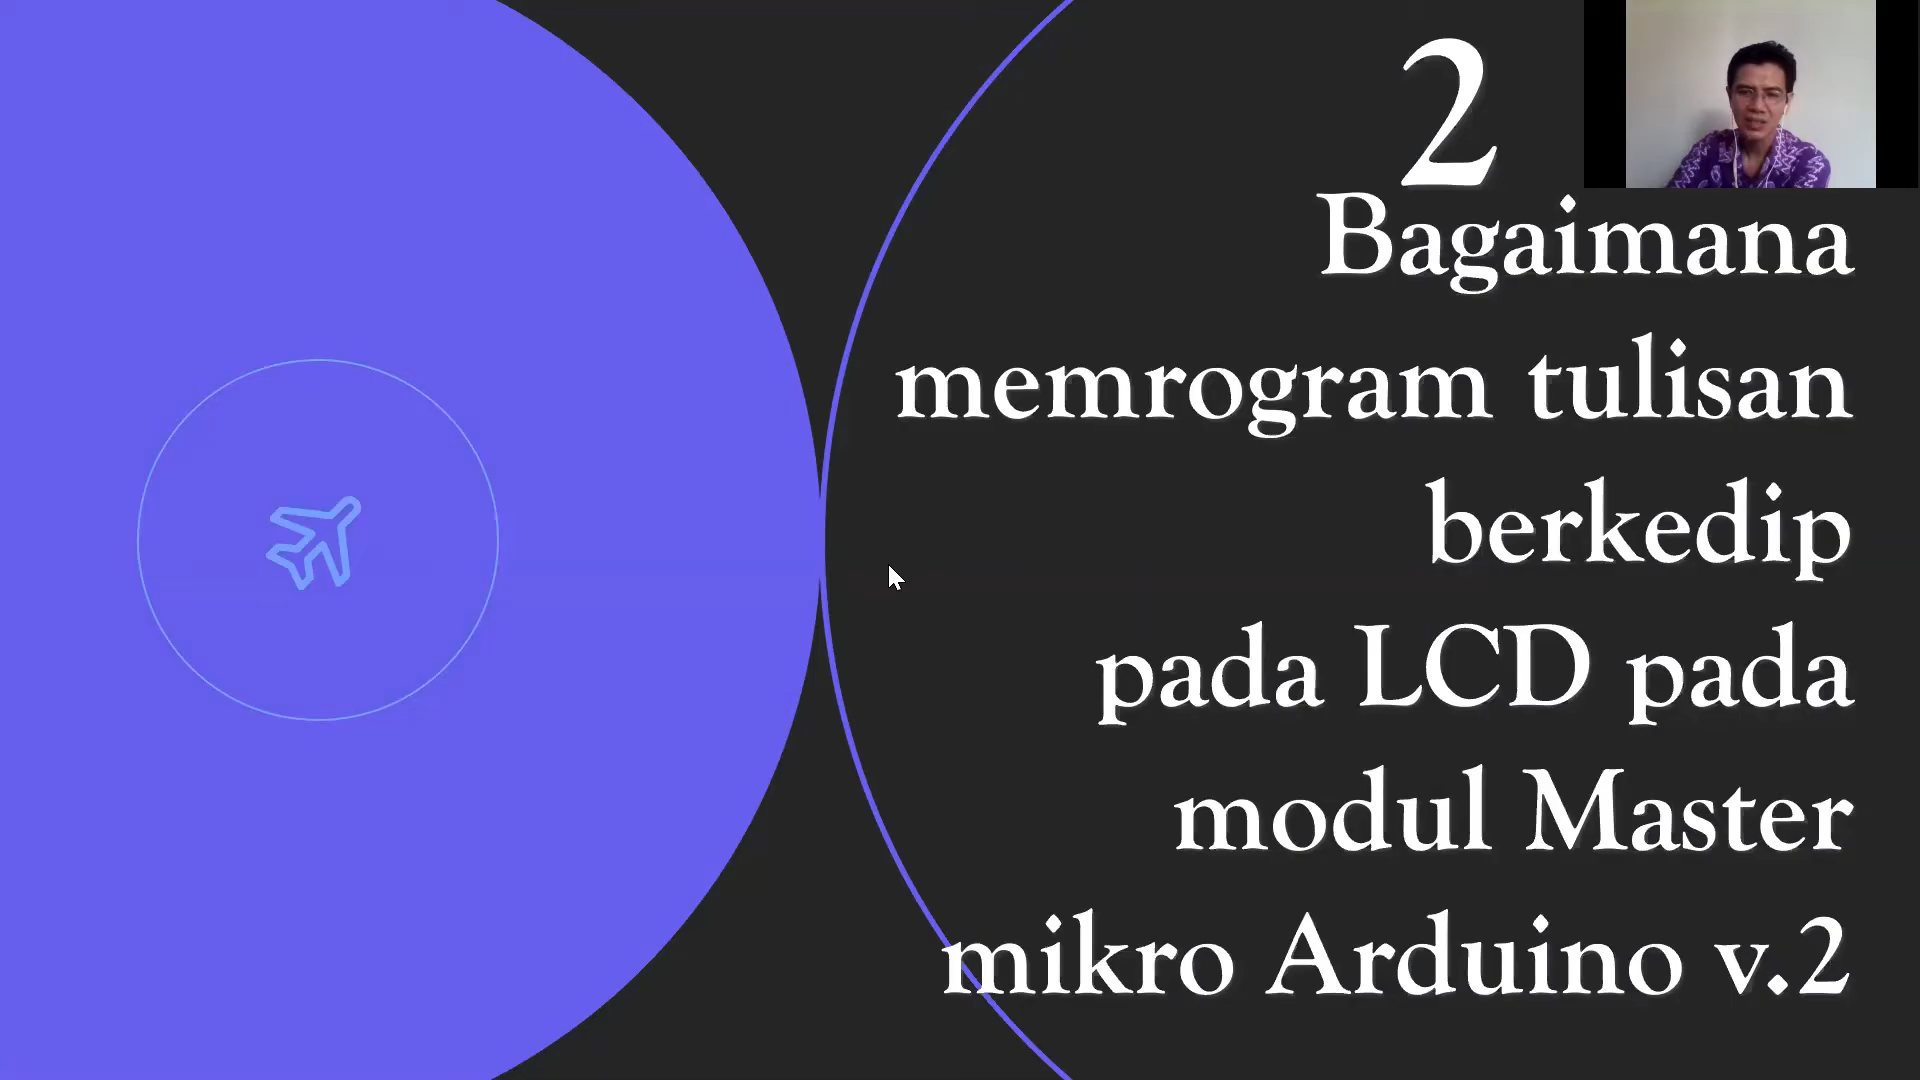 2
Bagaimana
memrogram tulisan
berkedip
pada LCD pada
modul Master
mikro Arduino v.2